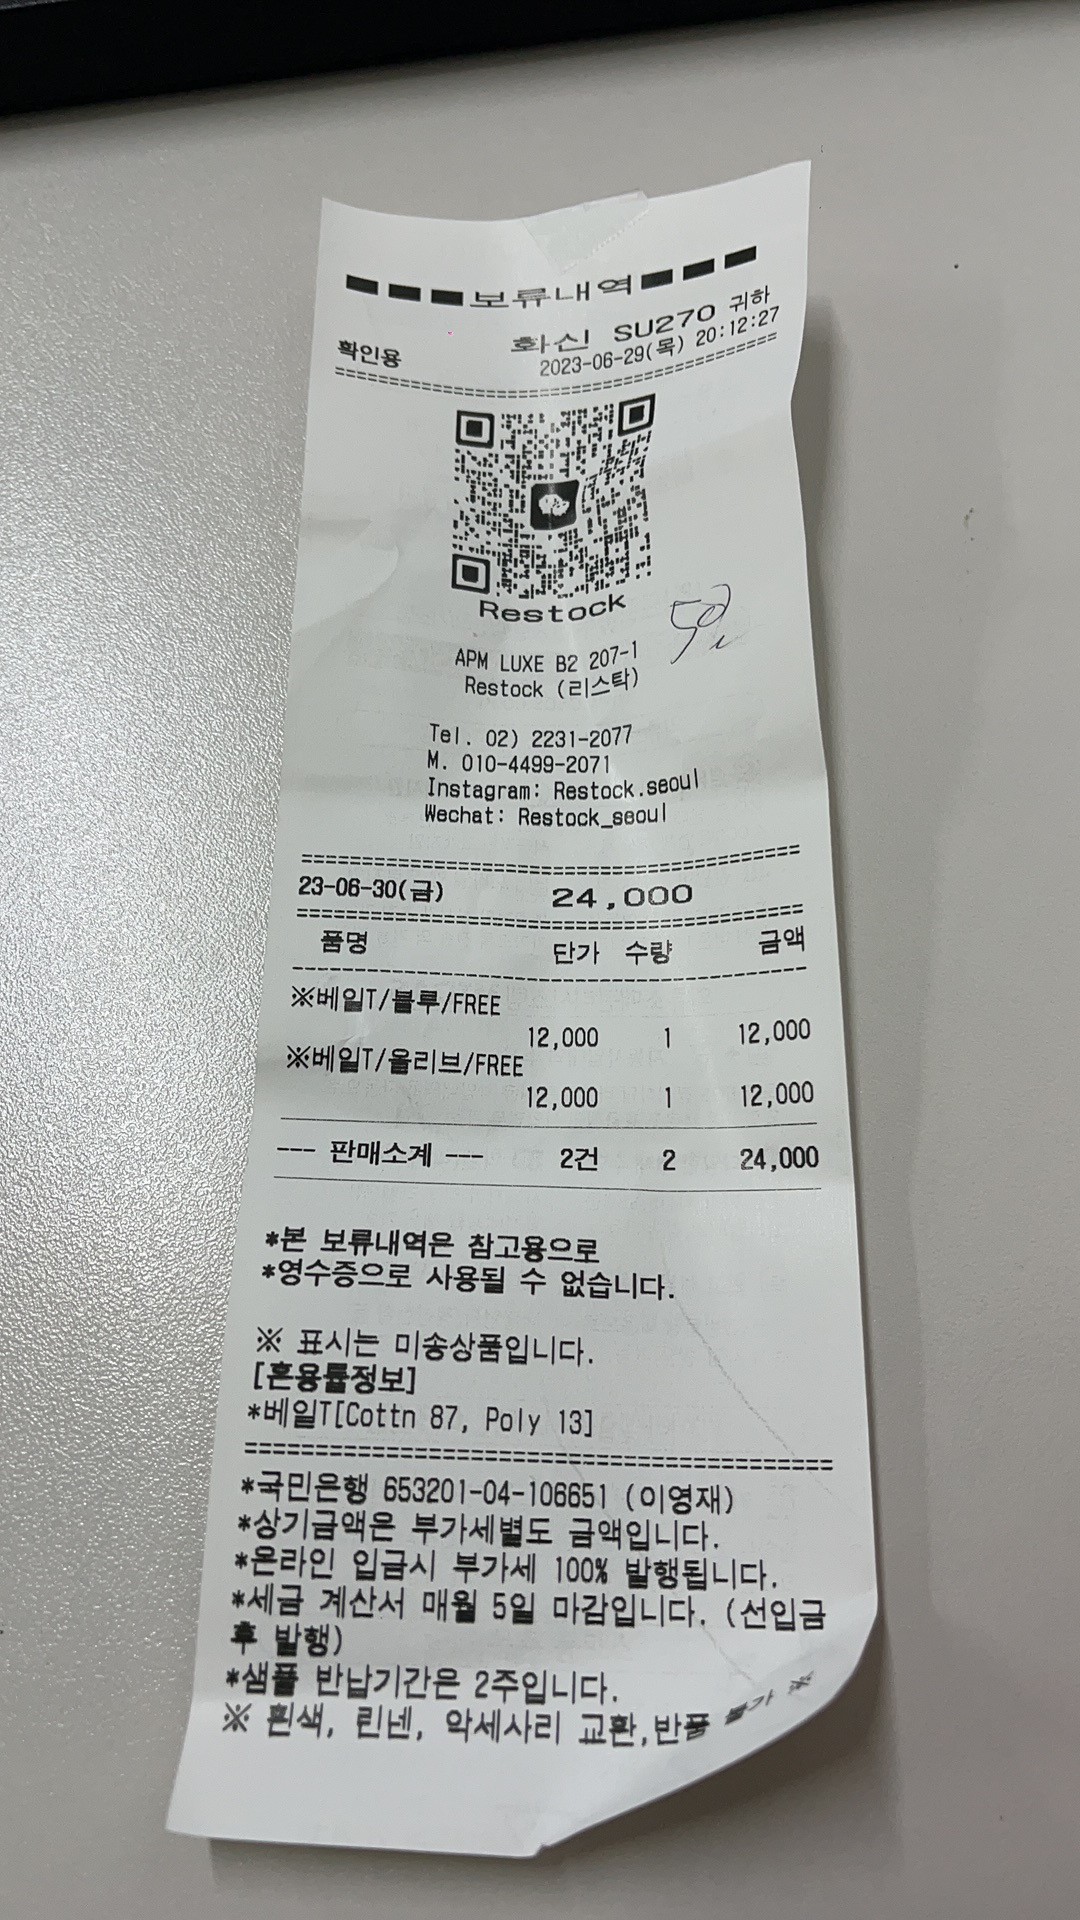 ▬▬▬보류내역▬▬▬
화신 SU270 귀하
확인용 2023-06-29(목) 20:12:27
Restock
APM LUXE B2 207-1
Restock (리스탁)
Tel. 02) 2231-2077
M. 010-4499-2071
Instagram: Restock.seoul
Wechat: Restock_seoul
23-06-30(금) 24,000
품명 단가 수량 금액
※베일T/블루/FREE
12,000 1 12,000
※베일T/올리브/FREE
12,000 1 12,000
--- 판매소계 --- 2건 2 24,000
*본 보류내역은 참고용으로
*영수증으로 사용될 수 없습니다.
※ 표시는 미송상품입니다.
[혼용률정보]
*베일T[Cottn 87, Poly 13]
*국민은행 653201-04-106651 (이영재)
*상기금액은 부가세별도 금액입니다.
*온라인 입금시 부가세 100% 발행됩니다.
*세금 계산서 매월 5일 마감입니다. (선입금
후 발행)
*샘플 반납기간은 2주입니다.
※ 흰색, 린넨, 악세사리 교환,반품 불가 ※